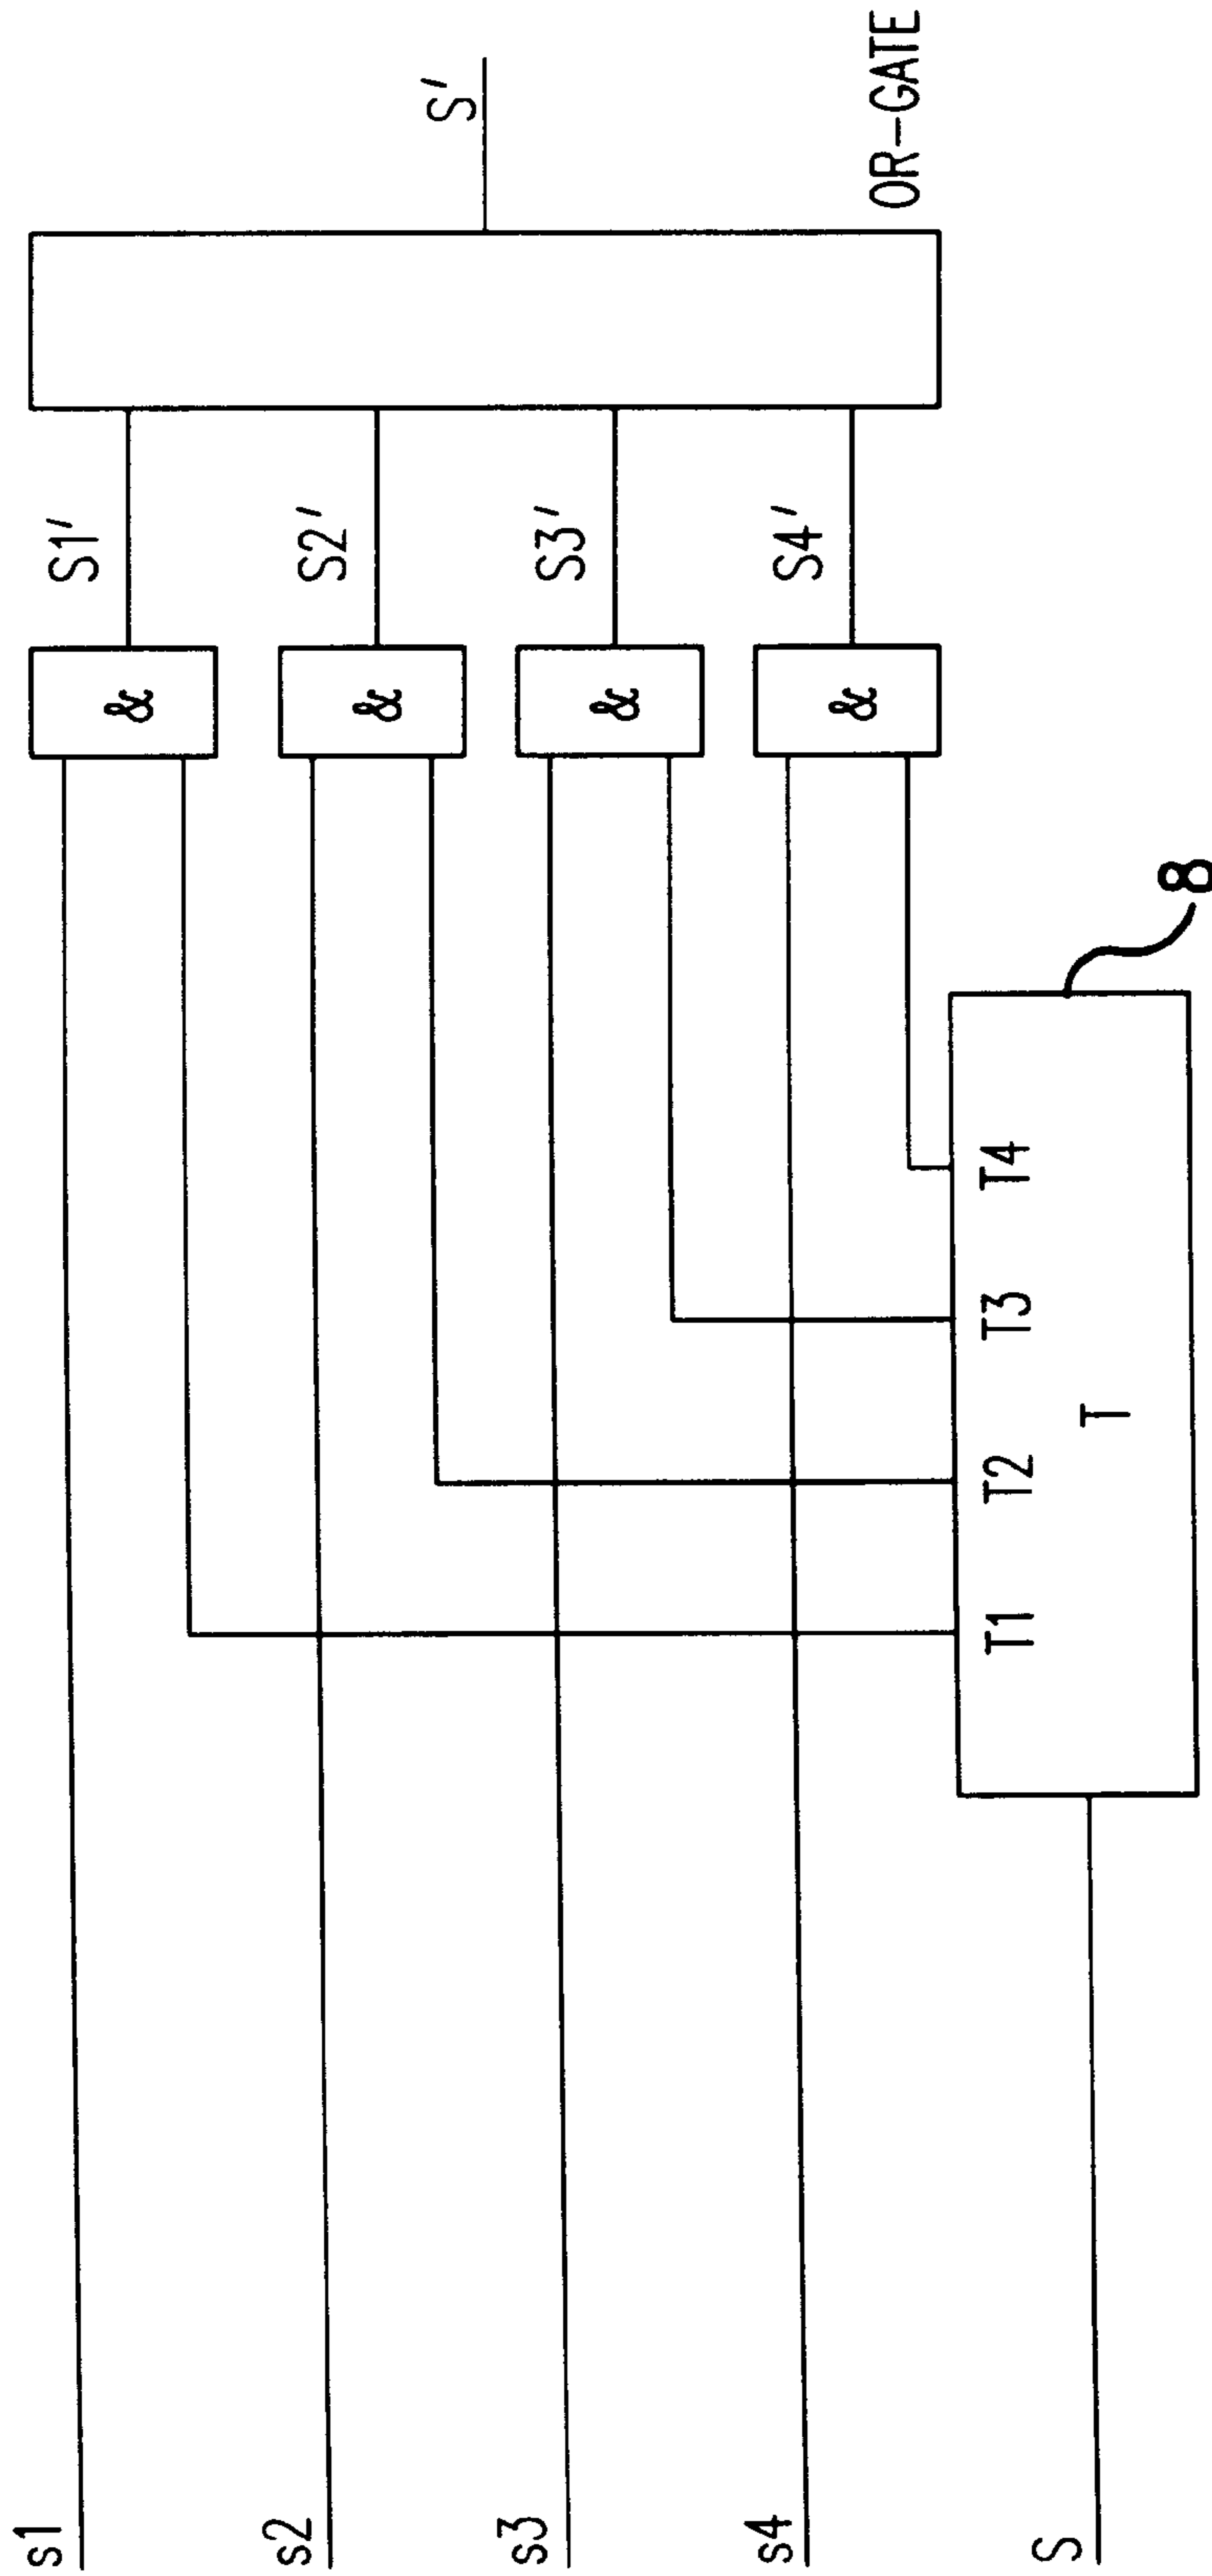 s1
s2
s3
s4
S
T1
T2
T3
T4
T
8
&
&
&
&
S1'
S2'
S3'
S4'
S'
OR-GATE